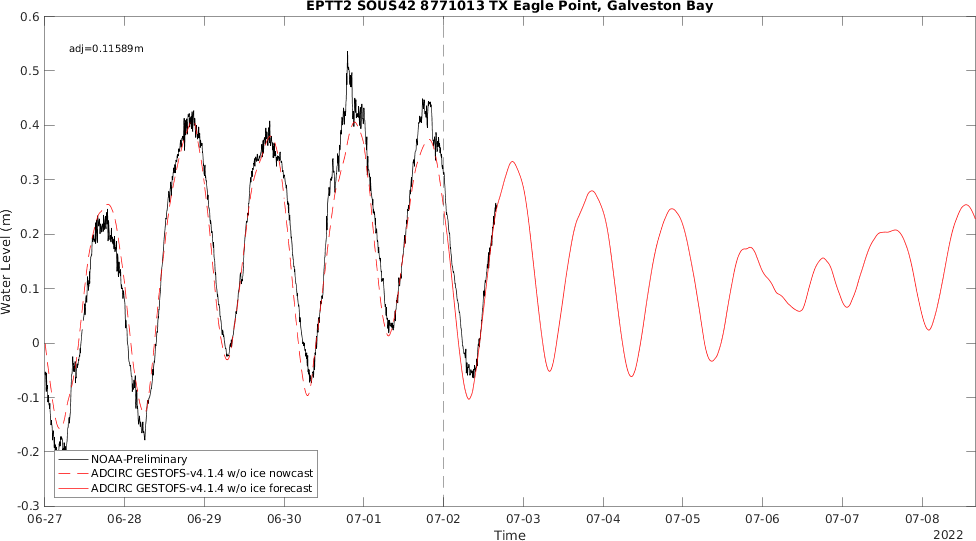 EPTT2 SOUS42 8771013 TX Eagle Point, Galveston Bay
0.6
adj=0.11589m
0.5
0.4
0.3
0.2
0.1
0
-0.1
-0.2
-0.3
Water Level (m)
NOAA-Preliminary
ADCIRC GESTOFS-v4.1.4 w/o ice nowcast
ADCIRC GESTOFS-v4.1.4 w/o ice forecast
06-27 06-28 06-29 06-30 07-01 07-02 07-03 07-04 07-05 07-06 07-07 07-08
Time
2022